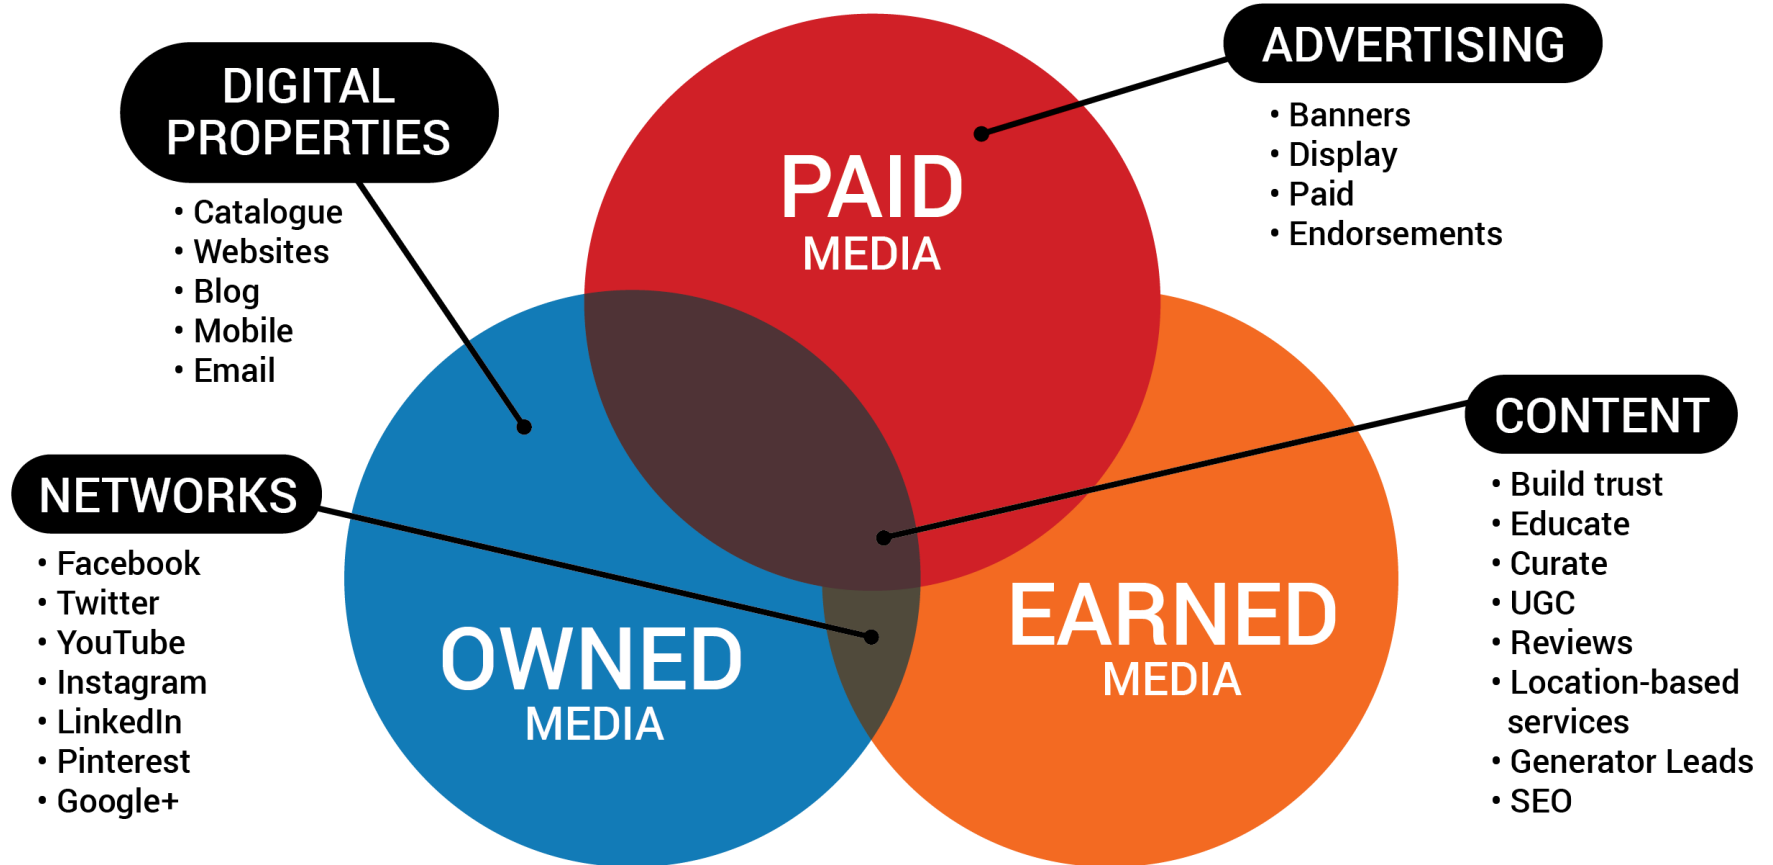 DIGITAL
PROPERTIES
• Catalogue
• Websites
• Blog
• Mobile
• Email
NETWORKS
• Facebook
• Twitter
• YouTube
• Instagram
• LinkedIn
• Pinterest
• Google+
PAID
MEDIA
OWNED
MEDIA
EARNED
MEDIA
ADVERTISING
• Banners
• Display
• Paid
• Endorsements
CONTENT
• Build trust
• Educate
• Curate
• UGC
• Reviews
• Location-based
services
• Generator Leads
• SEO